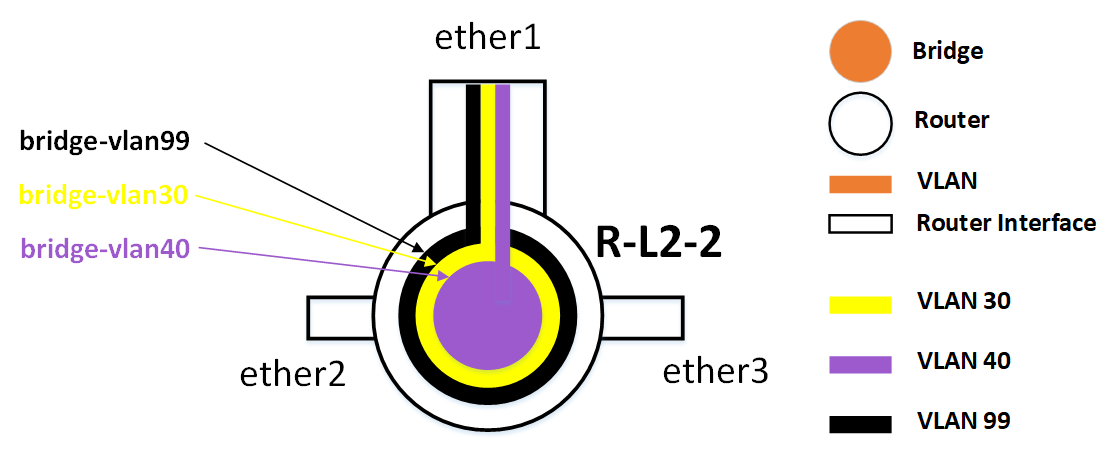 ether1
bridge-vlan99
bridge-vlan30
bridge-vlan40
R-L2-2
ether2
ether3
Bridge
Router
VLAN
Router Interface
VLAN 30
VLAN 40
VLAN 99